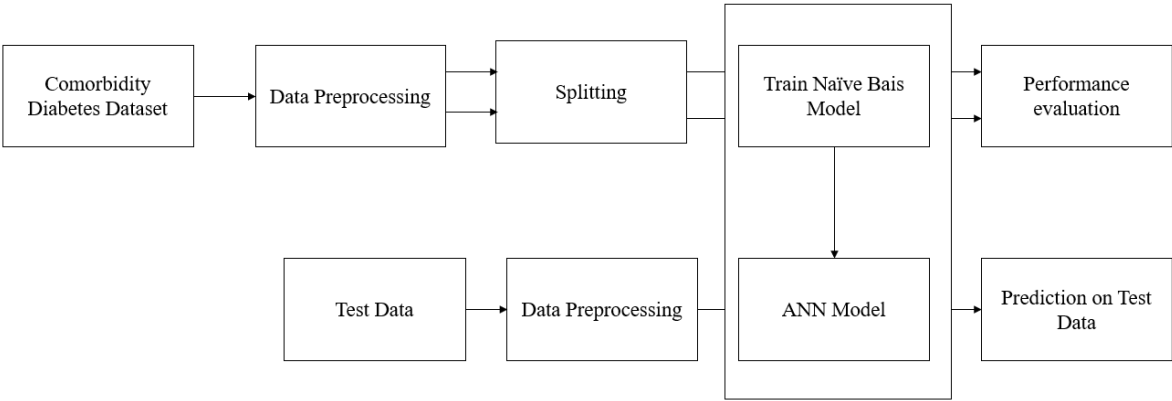 Comorbidity
Diabetes Dataset
Data Preprocessing
Splitting
Train Naïve Bais
Model
Performance
evaluation
Test Data
Data Preprocessing
ANN Model
Prediction on Test
Data